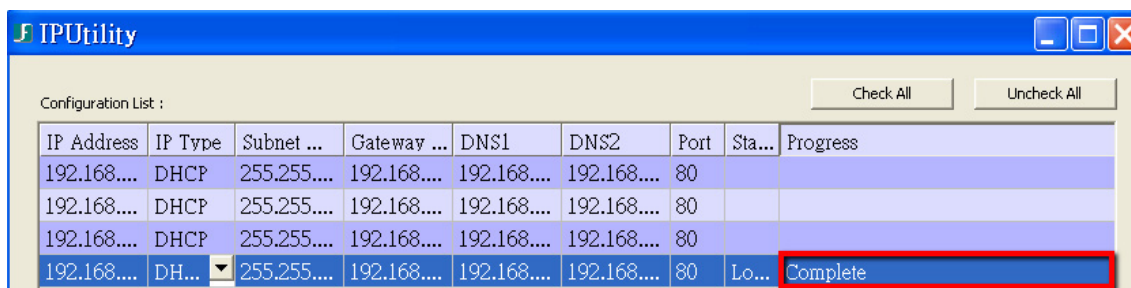 IPUtility
Check All Uncheck All
Configuration List :
IP Address IP Type Subnet ... Gateway ... DNS1 DNS2 Port Sta... Progress
192.168.... DHCP 255.255.... 192.168.... 192.168.... 192.168.... 80
192.168.... DHCP 255.255.... 192.168.... 192.168.... 192.168.... 80
192.168.... DHCP 255.255.... 192.168.... 192.168.... 192.168.... 80
192.168.... DH... 255.255.... 192.168.... 192.168.... 192.168.... 80 Lo... Complete